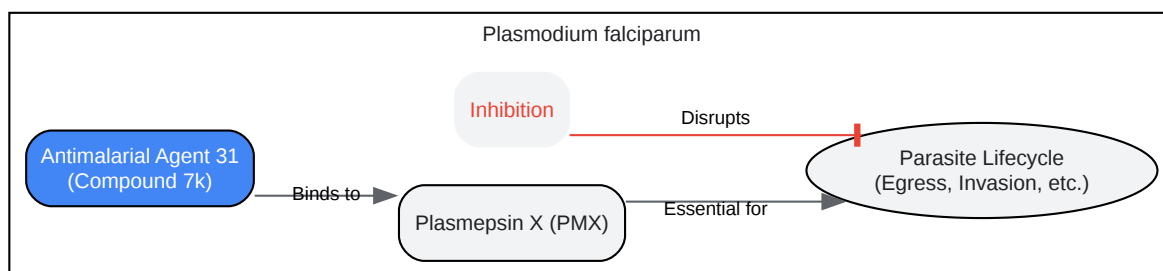 Plasmodium falciparum
Inhibition
Disrupts
Antimalarial Agent 31
(Compound 7k)
Binds to
Plasmepsin X (PMX)
Essential for
Parasite Lifecycle
(Egress, Invasion, etc.)